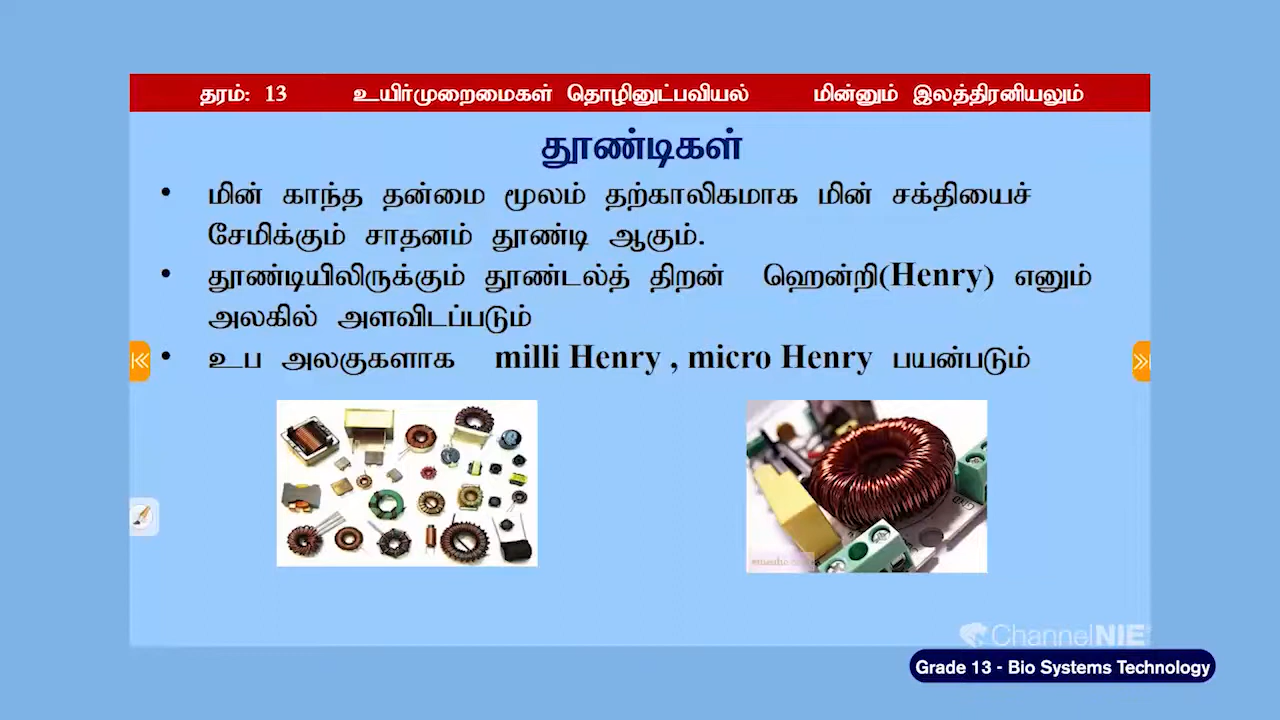 தரம்: 13 உயிர்முறைமைகள் தொழினுட்பவியல் மின்னும் இலத்திரனியலும்
தூண்டிகள்
• மின் காந்த தன்மை மூலம் தற்காலிகமாக மின் சக்தியைச்
சேமிக்கும் சாதனம் தூண்டி ஆகும்.
• தூண்டியிலிருக்கும் தூண்டல்த் திறன் ஹென்றி(Henry) எனும்
அலகில் அளவிடப்படும்
• உப அலகுகளாக milli Henry , micro Henry பயன்படும்
GND
ChannelNIE
Grade 13 - Bio Systems Technology